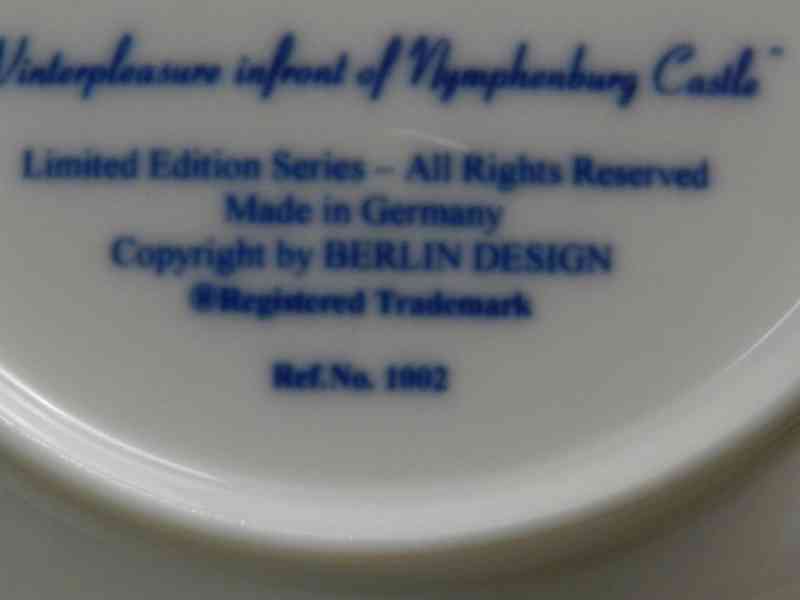 Winterpleasure infront of Nymphenburg Castle"
Limited Edition Series – All Rights Reserved
Made in Germany
Copyright by BERLIN DESIGN
®Registered Trademark
Ref.No. 1002